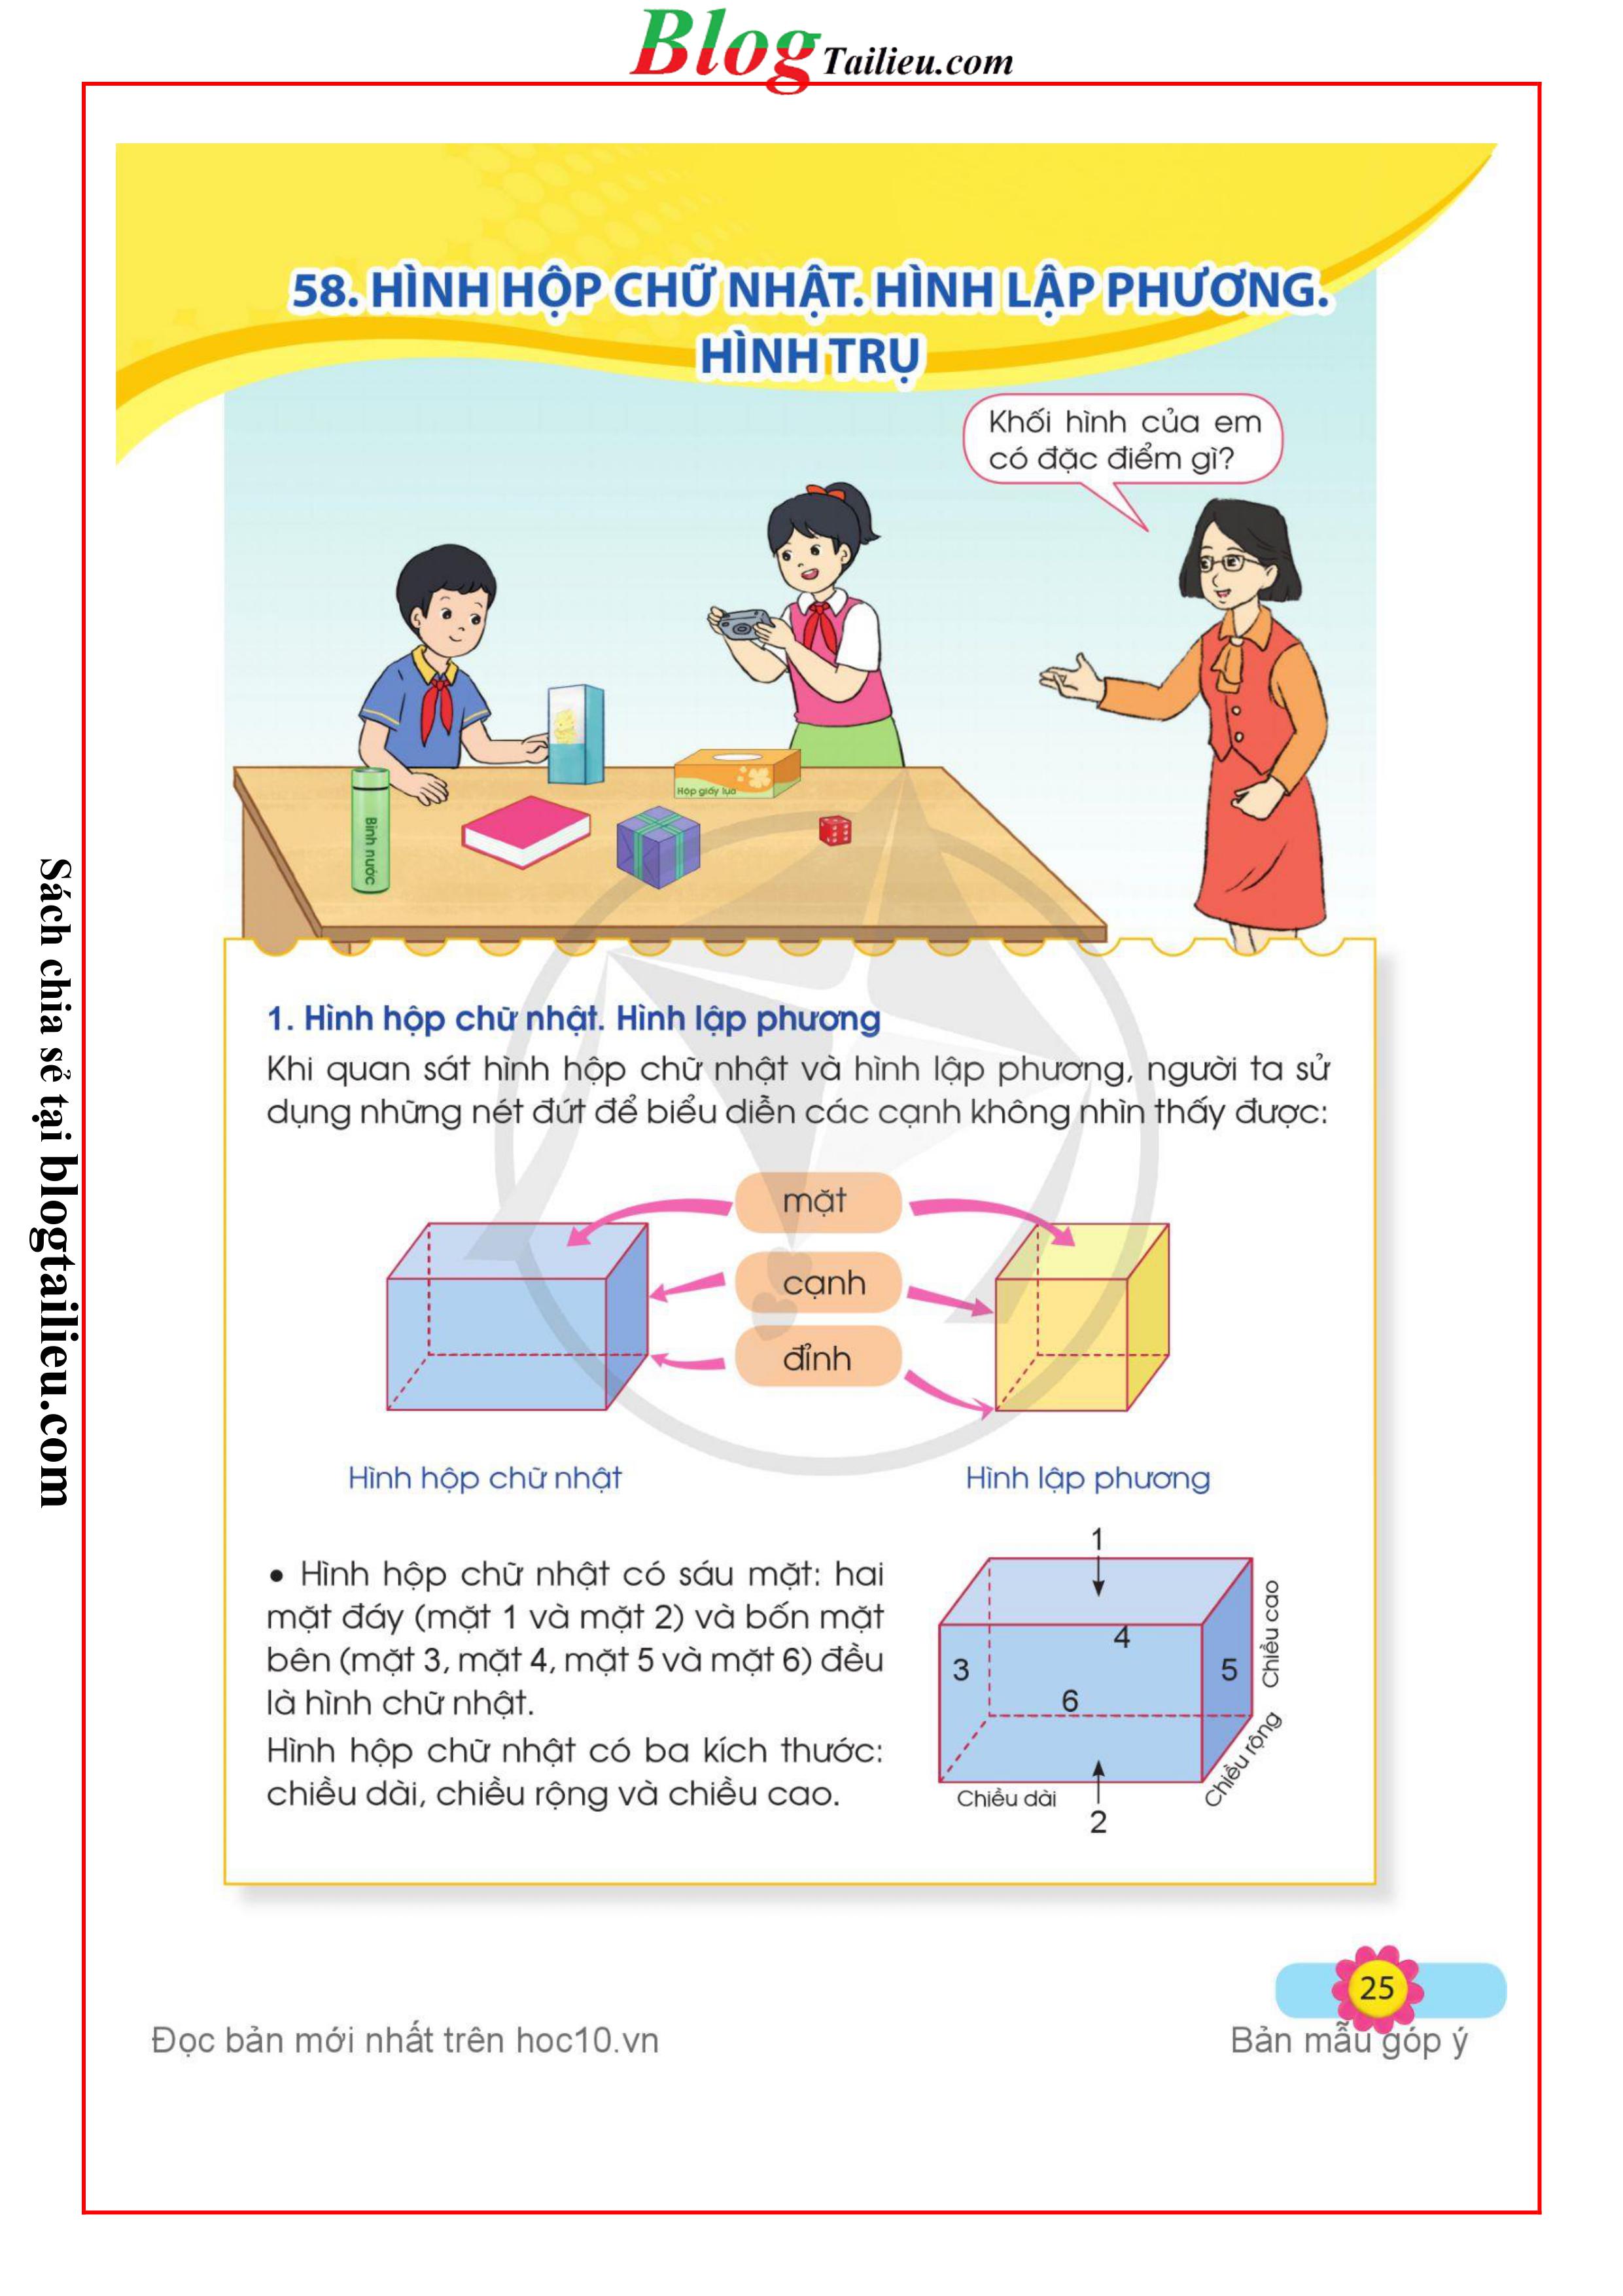 Blog Tailieu.com
58. HÌNH HỘP CHỮ NHẬT. HÌNH LẬP PHƯƠNG.
HÌNH TRỤ
Khối hình của em
có đặc điểm gì?
Hộp giấy lụa
Bình nước
Sách chia sẻ tại blogtailieu.com
1. Hình hộp chữ nhật. Hình lập phương
Khi quan sát hình hộp chữ nhật và hình lập phương, người ta sử
dụng những nét đứt để biểu diễn các cạnh không nhìn thấy được:
mặt
cạnh
đỉnh
Hình hộp chữ nhật
Hình lập phương
• Hình hộp chữ nhật có sáu mặt: hai
mặt đáy (mặt 1 và mặt 2) và bốn mặt
bên (mặt 3, mặt 4, mặt 5 và mặt 6) đều
là hình chữ nhật.
Hình hộp chữ nhật có ba kích thước:
chiều dài, chiều rộng và chiều cao.
1
4
3
5
6
Chiều cao
Chiều rộng
Chiều dài
2
25
Đọc bản mới nhất trên hoc10.vn
Bản mẫu góp ý